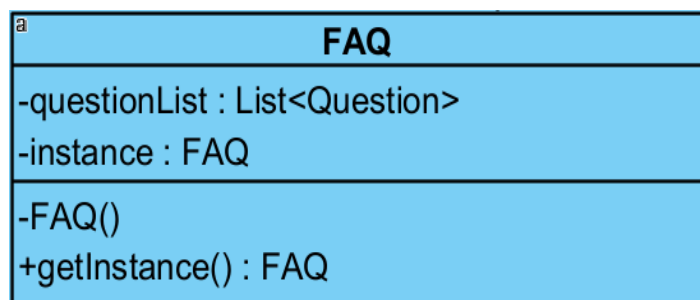 a
FAQ
-questionList : List<Question>
-instance : FAQ
-FAQ()
+getInstance() : FAQ